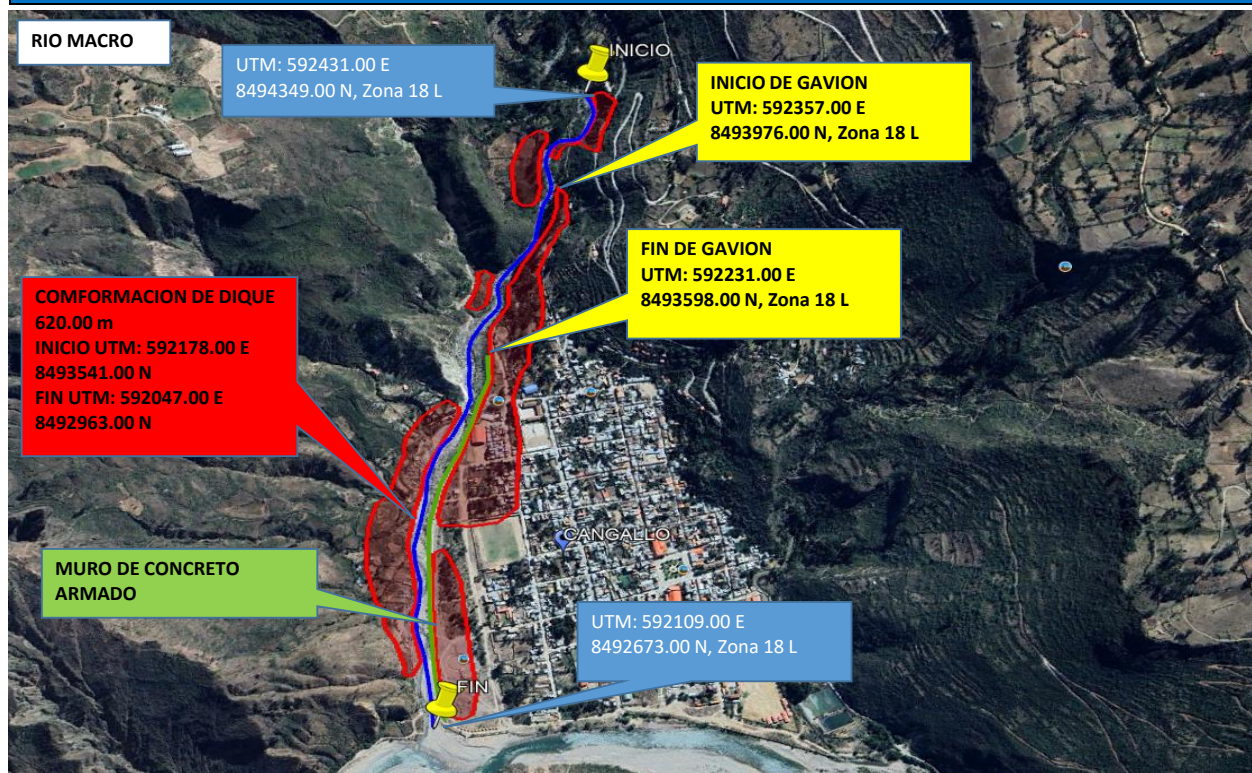 RIO MACRO
INICIO
UTM: 592431.00 E
8494349.00 N, Zona 18 L
INICIO DE GAVION
UTM: 592357.00 E
8493976.00 N, Zona 18 L
FIN DE GAVION
UTM: 592231.00 E
8493598.00 N, Zona 18 L
COMFORMACION DE DIQUE
620.00 m
INICIO UTM: 592178.00 E
8493541.00 N
FIN UTM: 592047.00 E
8492963.00 N
CANGALLO
MURO DE CONCRETO
ARMADO
UTM: 592109.00 E
8492673.00 N, Zona 18 L
FIN